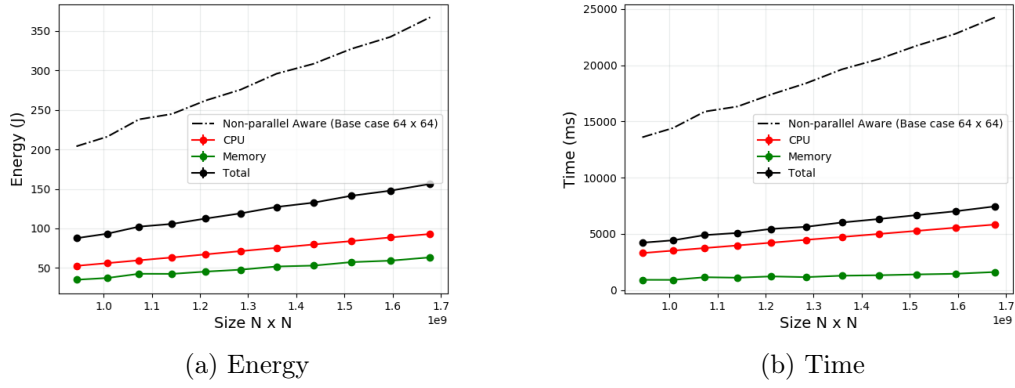 350
300
250
200
150
100
50
Energy (J)
Non-parallel Aware (Base case 64 x 64)
CPU
Memory
Total
1.0 1.1 1.2 1.3 1.4 1.5 1.6 1.7
1e9
Size N x N
(a) Energy
25000
20000
15000
10000
5000
0
Time (ms)
Non-parallel Aware (Base case 64 x 64)
CPU
Memory
Total
1.0 1.1 1.2 1.3 1.4 1.5 1.6 1.7
1e9
Size N x N
(b) Time